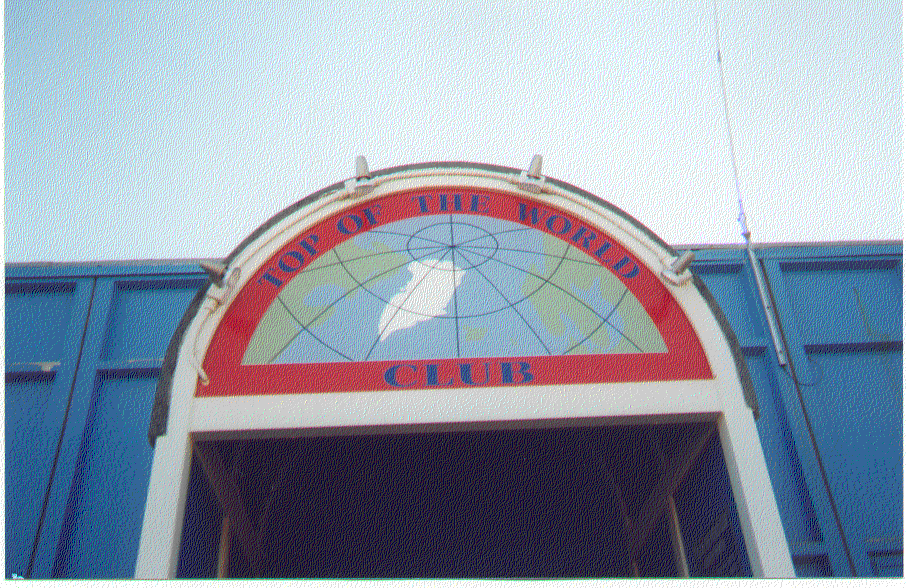 TOP OF THE WORLD
CLUB